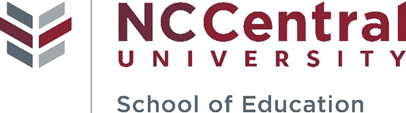 NCCentral
UNIVERSITY
School of Education